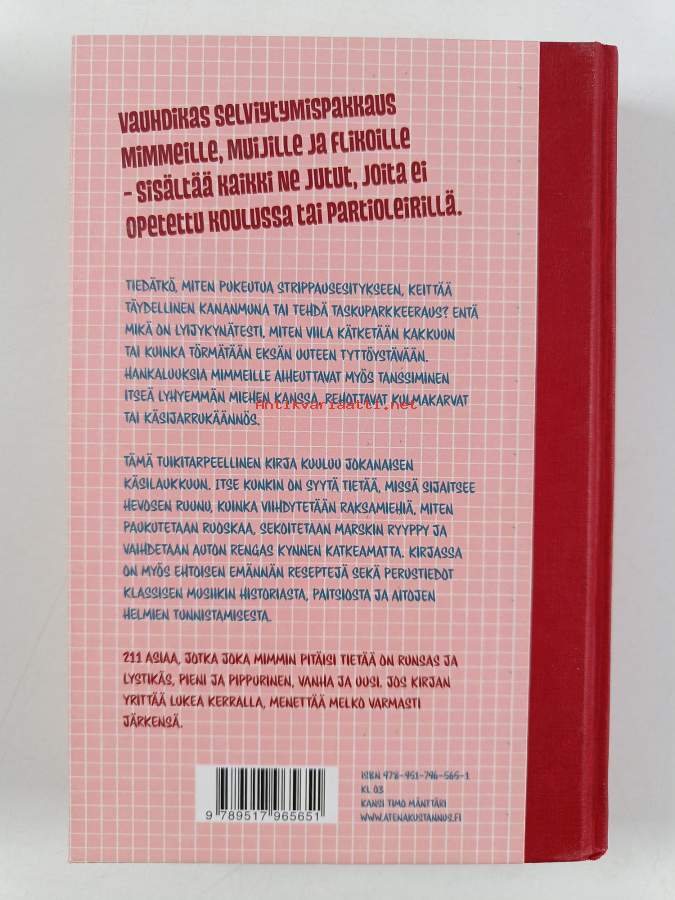 VAUHDIKAS SELVIYTYMISPAKKAUS
MIMMEILLE, MUIJILLE JA FLIKOILLE
– SISÄLTÄÄ KAIKKI NE JUTUT, JOITA EI
OPETETTU KOULUSSA TAI PARTIOLEIRILLÄ.
TIEDÄTKÖ, MITEN PUKEUTUA STRIPPAUSESITYKSEEN, KEITTÄÄ
TÄYDELLINEN KANANMUNA TAI TEHDÄ TASKUPARKKEERAUS? ENTÄ
MIKÄ ON LYIJYKYNÄTESTI, MITEN VIILA KÄTKETÄÄN KAKKUUN
TAI KUINKA TÖRMÄTÄÄN EKSÄN UUTEEN TYTTÖYSTÄVÄÄN.
HANKALUUKSIA MIMMEILLE AIHEUTTAVAT MYÖS TANSSIMINEN
ITSEÄ LYHYEMMÄN MIEHEN KANSSA, REHOTTAVAT KULMAKARVAT
Antikvariaatti.net
TAI KÄSIJARRUKÄÄNNÖS.
TÄMÄ TUIKITARPEELLINEN KIRJA KUULUU JOKANAISEN
KÄSILAUKKUUN. ITSE KUNKIN ON SYYTÄ TIETÄÄ, MISSÄ SIJAITSEE
HEVOSEN RUUNU, KUINKA VIIHDYTETÄÄN RAKSAMIEHIÄ, MITEN
PAUKUTETAAN RUOSKAA, SEKOITETAAN MARSKIN RYYPPY JA
VAIHDETAAN AUTON RENGAS KYNNEN KATKEAMATTA. KIRJASSA
ON MYÖS EHTOISEN EMÄNNÄN RESEPTEJÄ SEKÄ PERUSTIEDOT
KLASSISEN MUSIIKIN HISTORIASTA, PAITSIOSTA JA AITOJEN
HELMIEN TUNNISTAMISESTA.
211 ASIAA, JOTKA JOKA MIMMIN PITÄISI TIETÄÄ ON RUNSAS JA
LYSTIKÄS, PIENI JA PIPPURINEN, VANHA JA UUSI. JOS KIRJAN
YRITTÄÄ LUKEA KERRALLA, MENETTÄÄ MELKO VARMASTI
JÄRKENSÄ.
ISBN 978-951-796-565-1
KL 03
KANSI TIMO MÄNTTÄRI
WWW.ATENAKUSTANNUS.FI
9 789517 965651